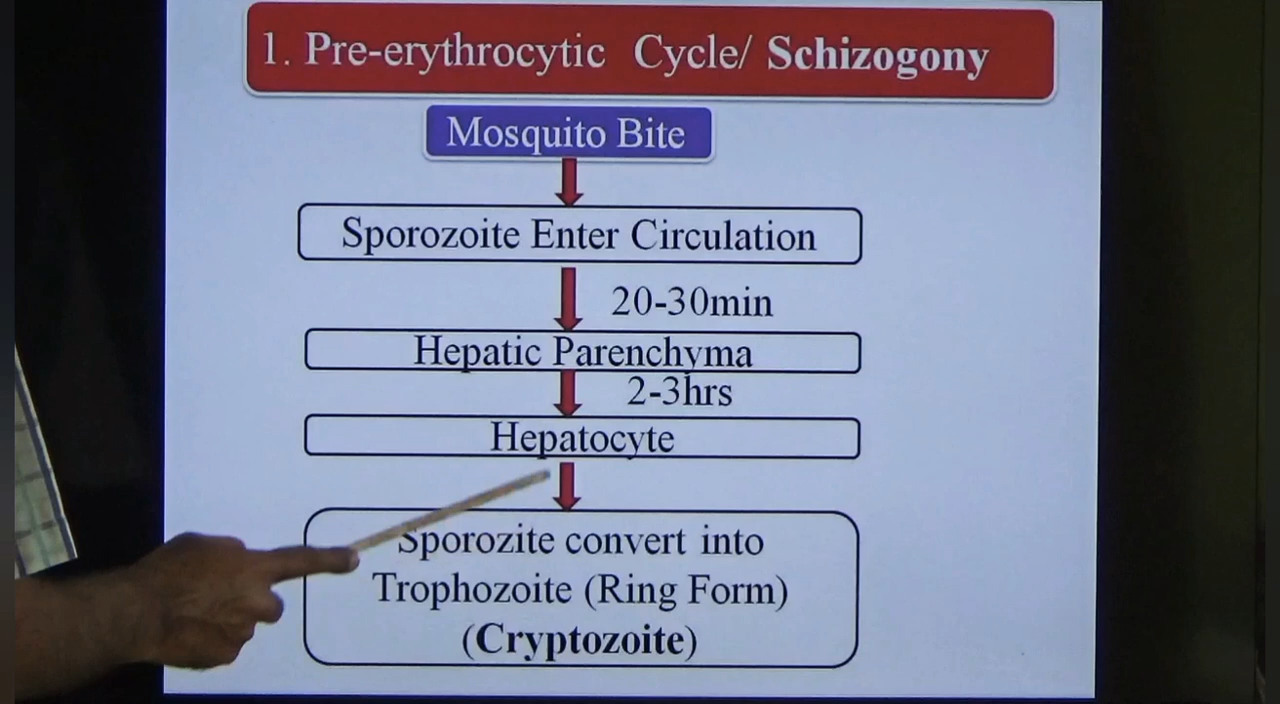 1. Pre-erythrocytic Cycle/ Schizogony
Mosquito Bite
Sporozoite Enter Circulation
20-30min
Hepatic Parenchyma
2-3hrs
Hepatocyte
Sporozite convert into
Trophozoite (Ring Form)
(Cryptozoite)